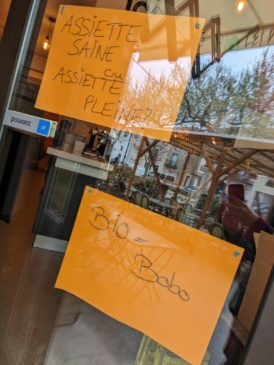 ASSIETTE
SAINE
ou
ASSIETTE
PLEINE?
poussez
Bio =
Bobo